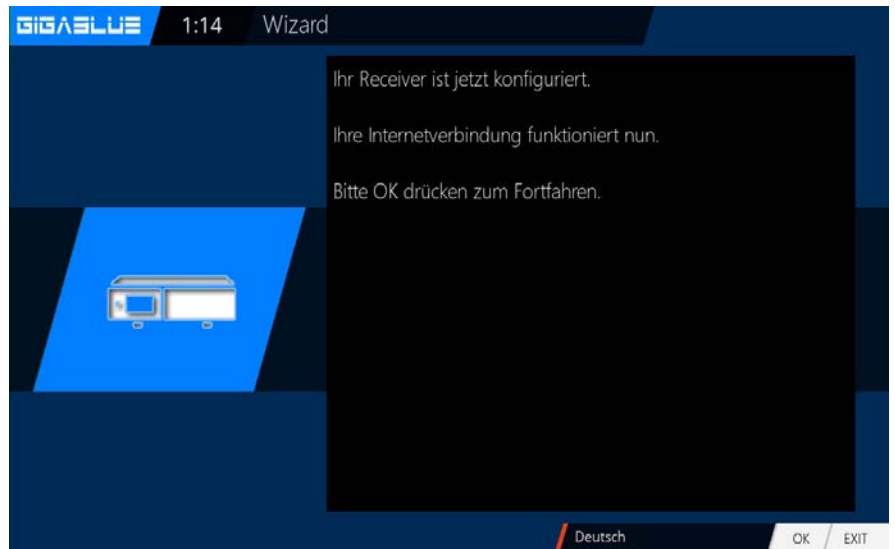 GIGABLUE 1:14 Wizard
Ihr Receiver ist jetzt konfiguriert.
Ihre Internetverbindung funktioniert nun.
Bitte OK drücken zum Fortfahren.
Deutsch OK EXIT